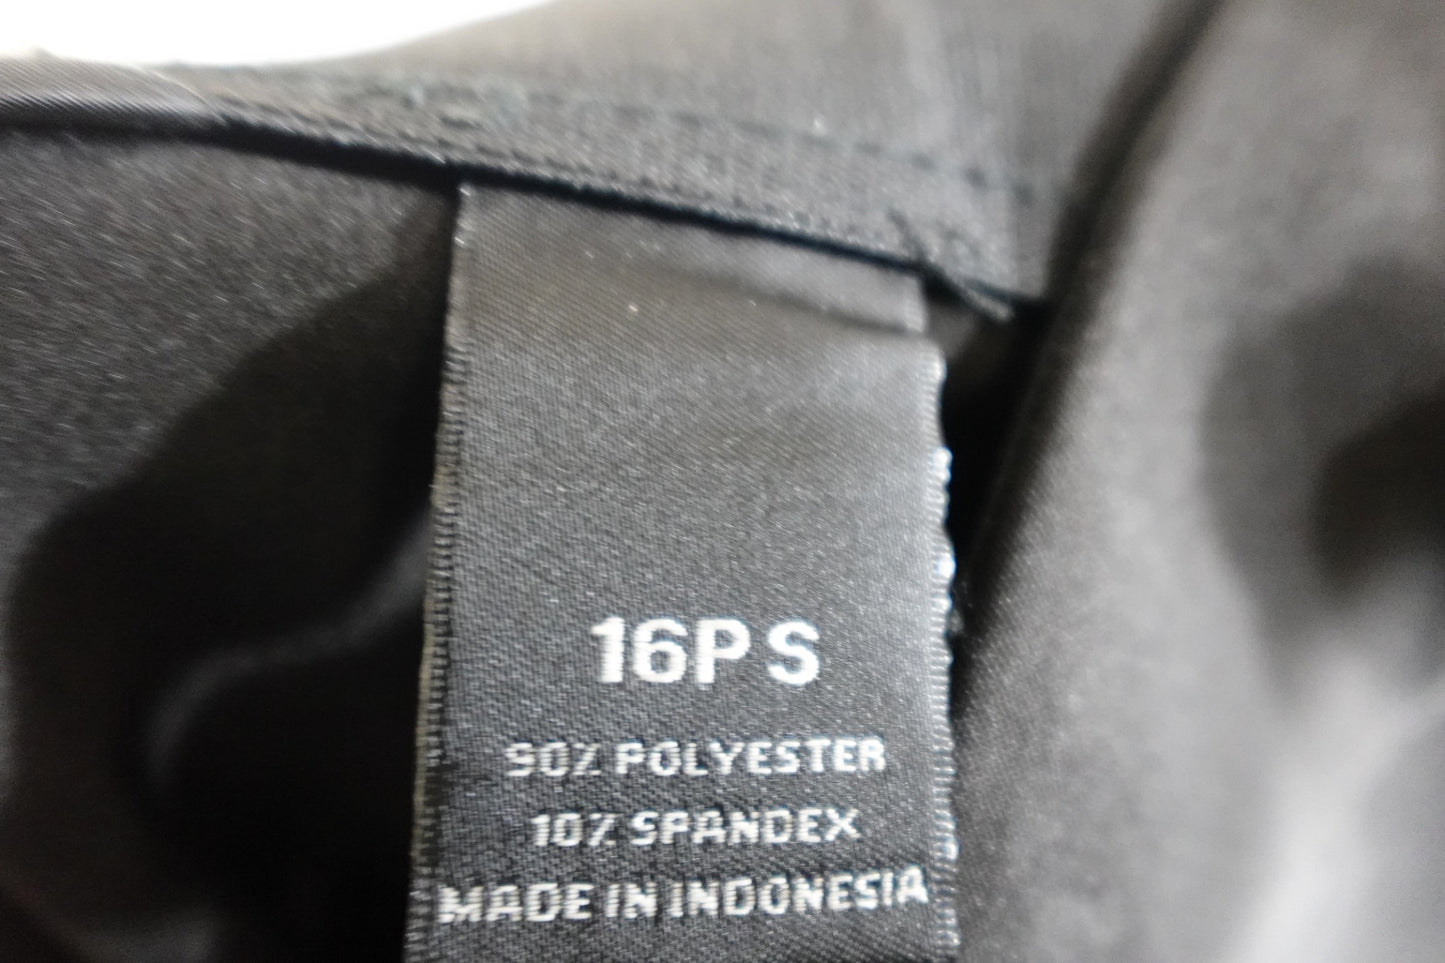 16P S
90% POLYESTER
10% SPANDEX
MADE IN INDONESIA